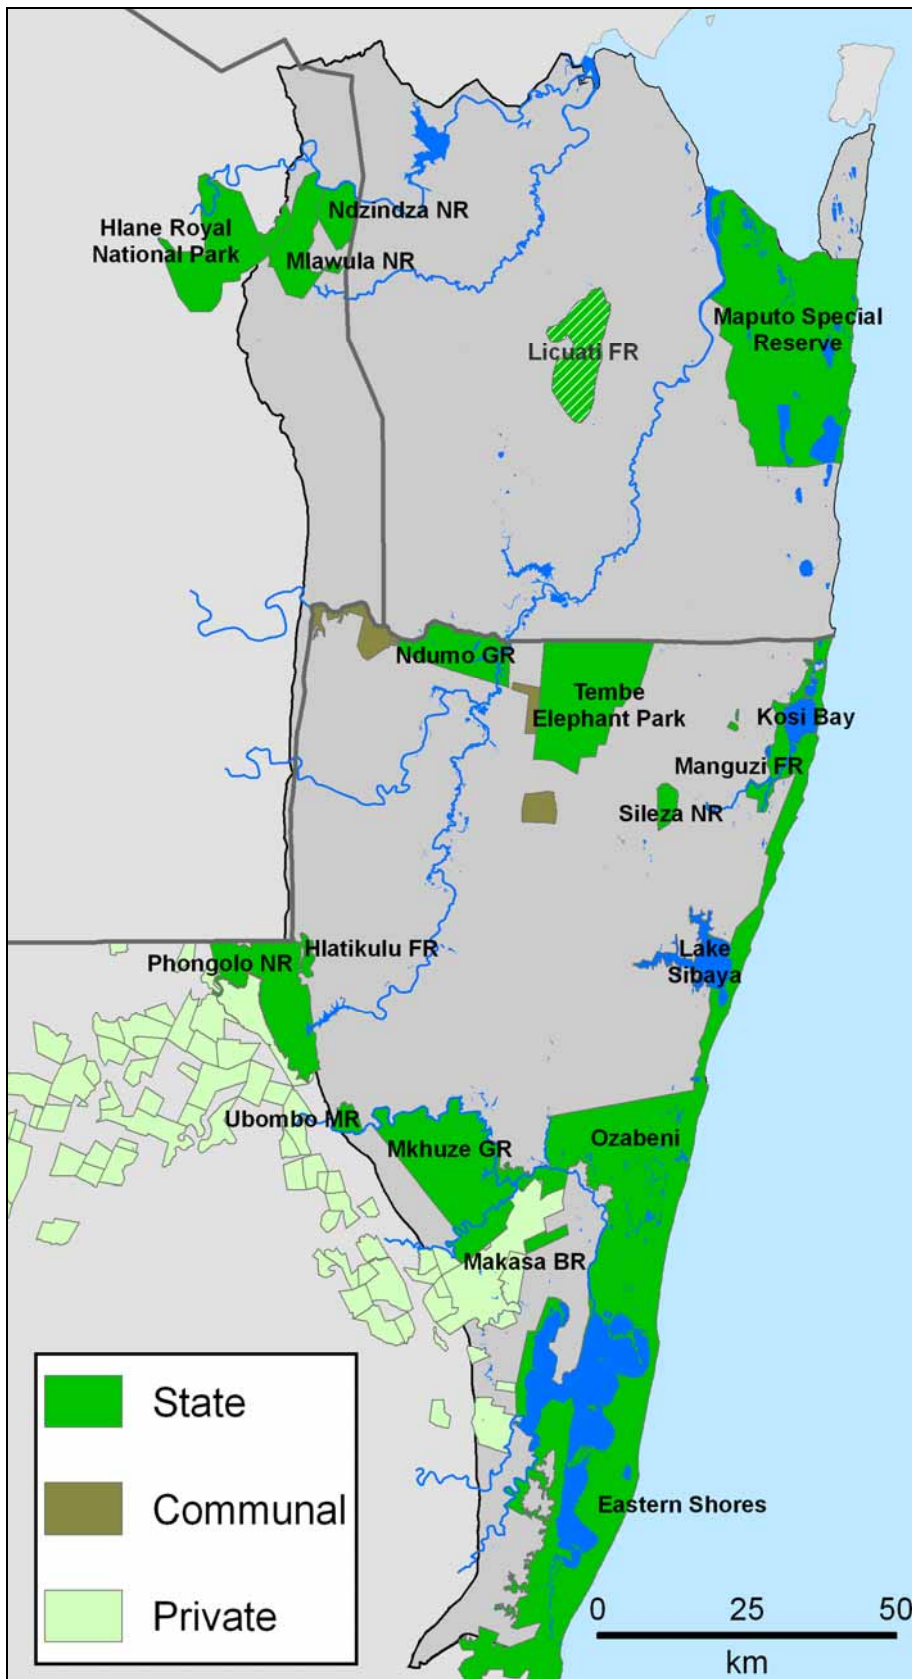 Ndzindza NR
Hlane Royal
National Park
Mlawula NR
Maputo Special
Reserve
Licuati FR
Ndumo GR
Tembe
Elephant Park
Kosi Bay
Manguzi FR
Sileza NR
Hlatikulu FR
Phongolo NR
Lake
Sibaya
Ubombo MR
Mkhuze GR
Ozabeni
Makasa BR
Eastern Shores
State
Communal
Private
0 25 50
km